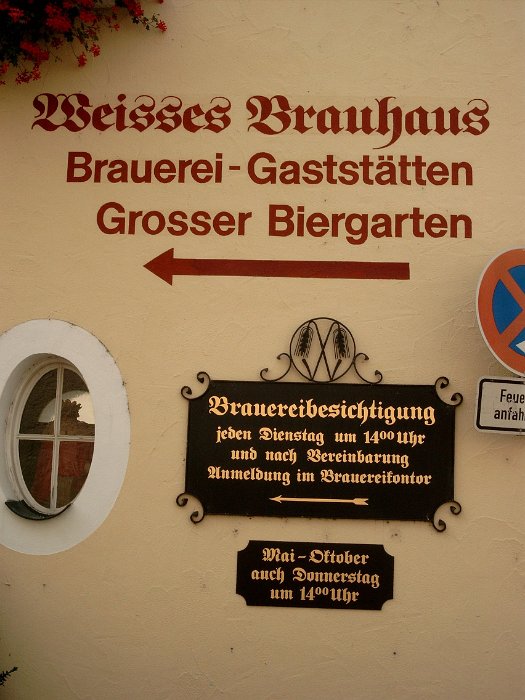 Weisses Brauhaus
Brauerei-Gaststätten
Grosser Biergarten
W
Brauereibesichtigung
jeden Dienstag um 14⁰⁰ Uhr
und nach Vereinbarung
Anmeldung im Brauereikontor
Mai-Oktober
auch Donnerstag
um 14⁰⁰ Uhr